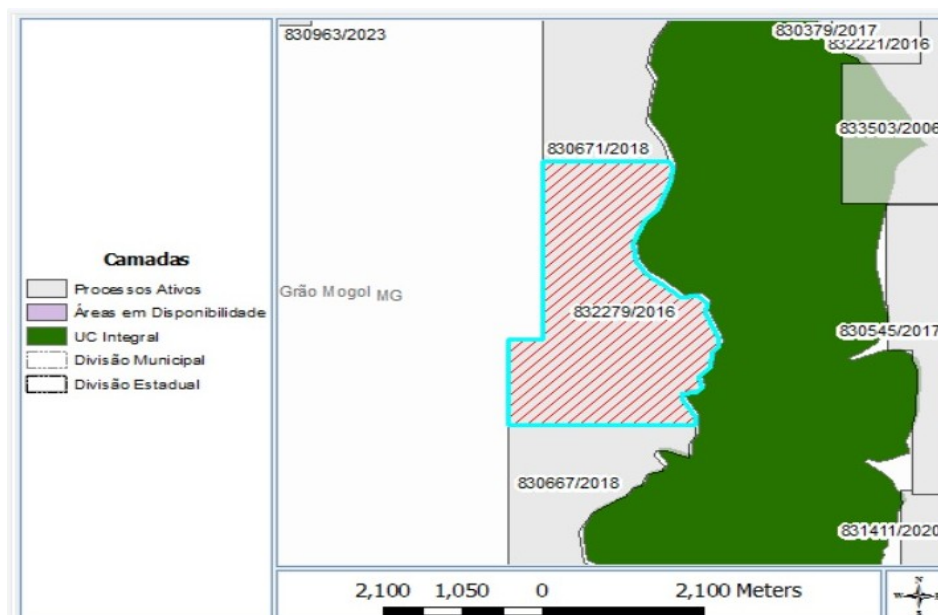 830963/2023
830379/2017
832221/2016
833503/2006
830671/2018
Camadas
Processos Ativos
Áreas em Disponibilidade
UC Integral
Divisão Municipal
Divisão Estadual
Grão Mogol MG
832279/2016
830545/2017
830667/2018
831411/2020
2,100 1,050 0 2,100 Meters
N
S